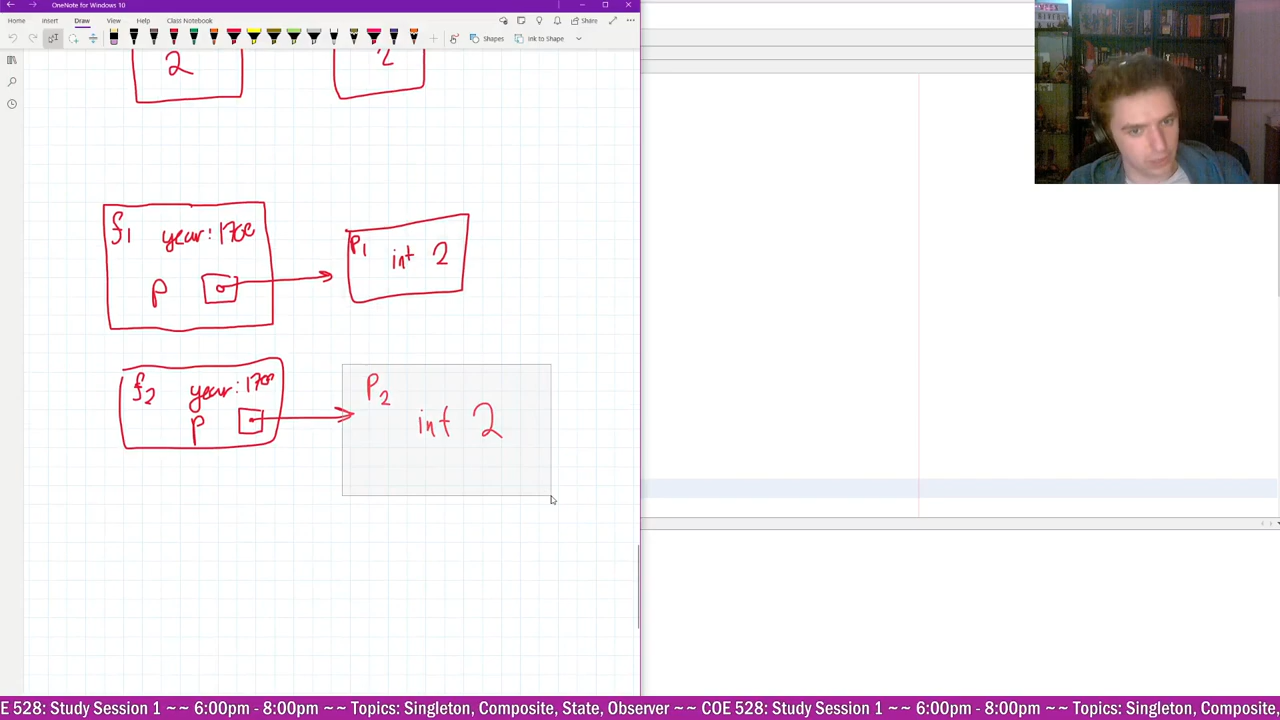 OneNote for Windows 10
Home Insert Draw View Help Class Notebook Share
Shapes Ink to Shape
2 2
f1 year: 1700
p
P1 int 2
f2 year: 1700
p
P2
int 2
E 528: Study Session 1 ~~ 6:00pm - 8:00pm ~~ Topics: Singleton, Composite, State, Observer ~~ COE 528: Study Session 1 ~~ 6:00pm - 8:00pm ~~ Topics: Singleton, Composite,